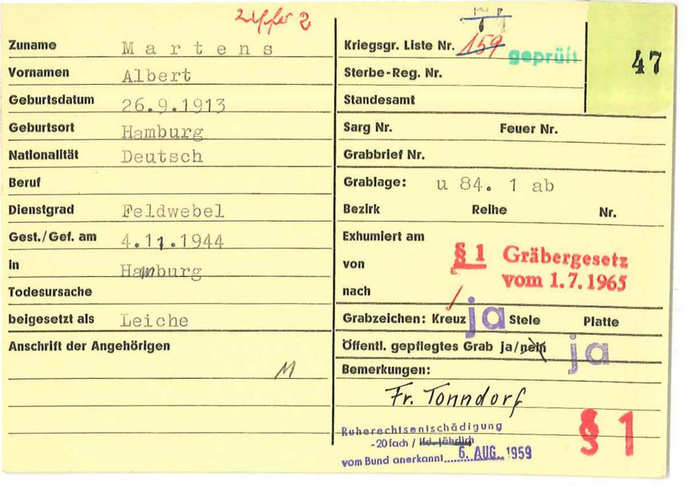 Ziffer 2
Zuname Martens
Vornamen Albert
Geburtsdatum 26.9.1913
Geburtsort Hamburg
Nationalität Deutsch
Beruf
Dienstgrad Feldwebel
Gest./Gef. am 4.11.1944
in Hamburg
Todesursache
beigesetzt als Leiche
Anschrift der Angehörigen
M
Kriegsgr. Liste Nr. 159 geprüft
47
Sterbe-Reg. Nr.
Standesamt
Sarg Nr. Feuer Nr.
Grabbrief Nr.
Grablage: u 84. 1 ab
Bezirk Reihe Nr.
Exhumiert am
von
nach
§ 1 Gräbergesetz
vom 1.7.1965
Grabzeichen: Kreuz ja Stele Platte
Öffentl. gepflegtes Grab ja/nein ja
Bemerkungen:
Fr. Tonndorf
Ruherechtsentschädigung
-20fach / lfd. jährlich
vom Bund anerkannt 6. AUG. 1959
§ 1